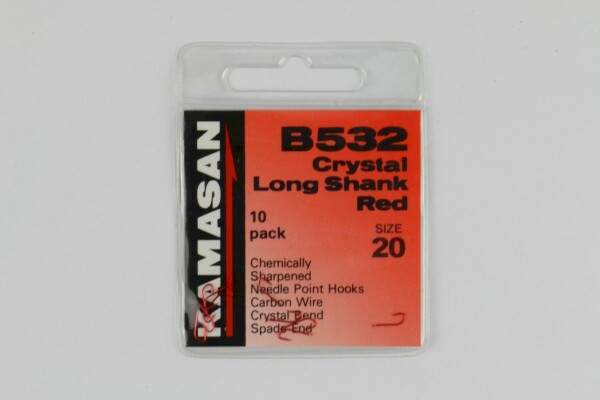 KAMASAN
B532
Crystal
Long Shank
Red
10
pack
SIZE
20
Chemically
Sharpened
Needle Point Hooks
Carbon Wire
Crystal Bend
Spade End